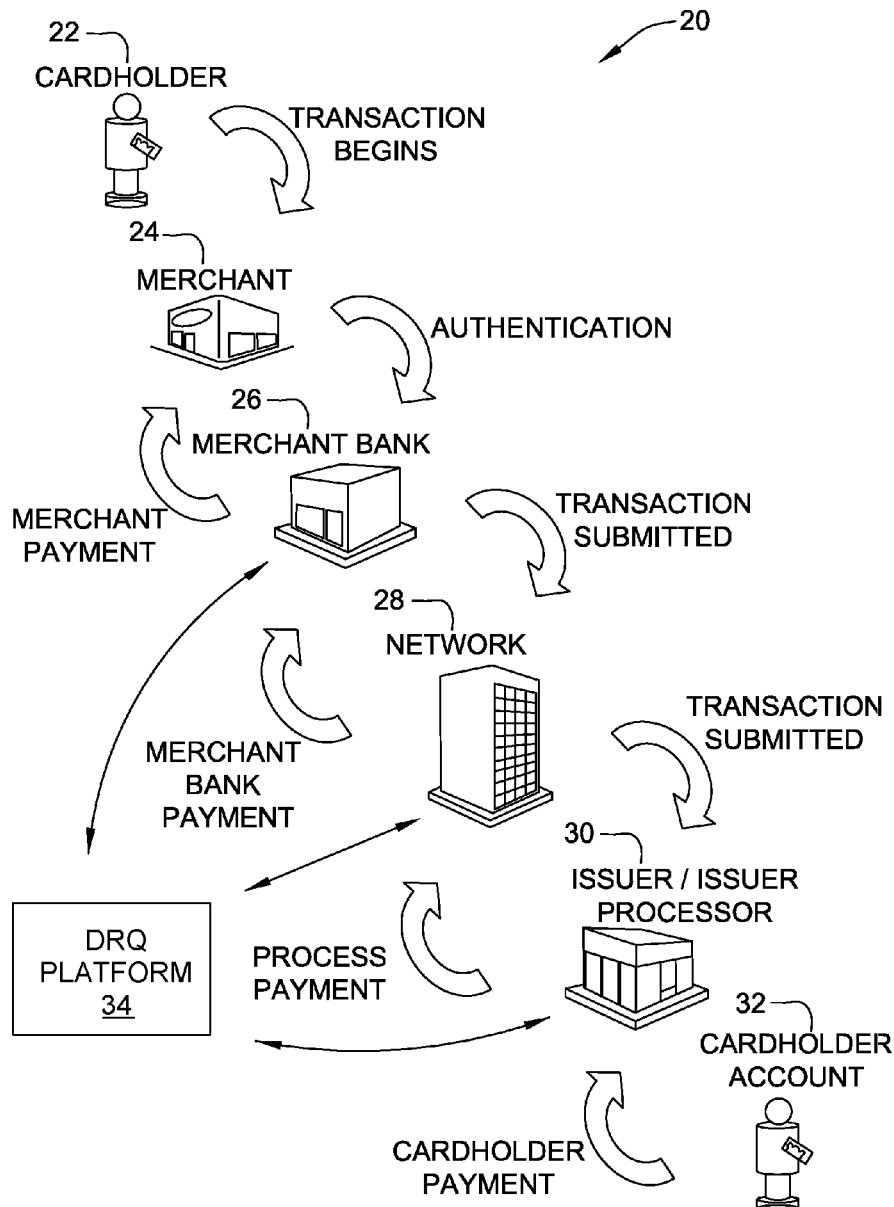 20
22
CARDHOLDER
TRANSACTION
BEGINS
24
MERCHANT
AUTHENTICATION
26
MERCHANT BANK
MERCHANT
PAYMENT
TRANSACTION
SUBMITTED
28
NETWORK
MERCHANT
BANK
PAYMENT
TRANSACTION
SUBMITTED
30
ISSUER / ISSUER
PROCESSOR
DRQ
PLATFORM
34
PROCESS
PAYMENT
32
CARDHOLDER
ACCOUNT
CARDHOLDER
PAYMENT